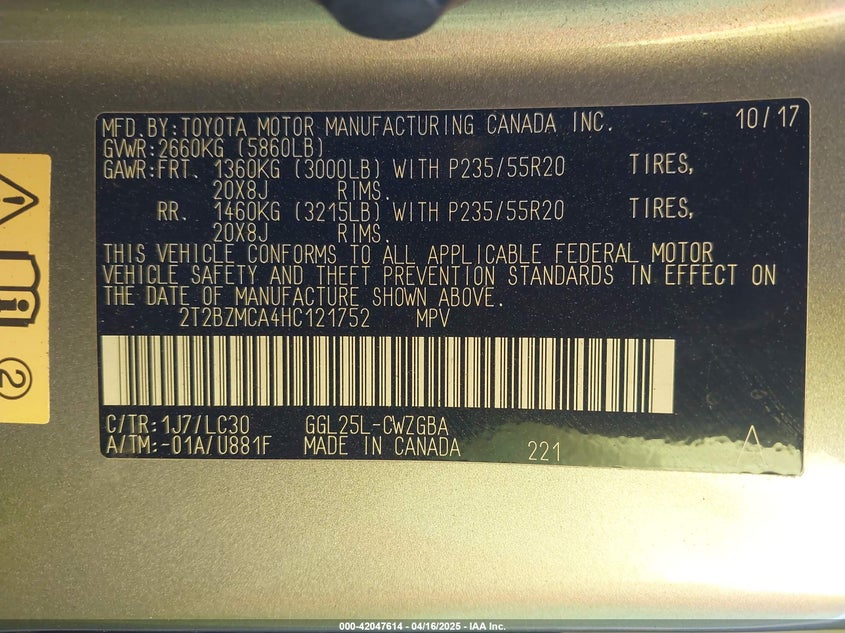 MFD.BY:TOYOTA MOTOR MANUFACTURING CANADA INC. 10/17
GVWR:2660KG (5860LB)
GAWR:FRT. 1360KG (3000LB) WITH P235/55R20 TIRES,
20X8J RIMS.
RR. 1460KG (3215LB) WITH P235/55R20 TIRES,
20X8J RIMS.
THIS VEHICLE CONFORMS TO ALL APPLICABLE FEDERAL MOTOR
VEHICLE SAFETY AND THEFT PREVENTION STANDARDS IN EFFECT ON
THE DATE OF MANUFACTURE SHOWN ABOVE.
2T2BZMCA4HC121752 MPV
C/TR:1J7/LC30 GGL25L-CWZGBA
A/TM:-01A/U881F MADE IN CANADA 221 A
2
000-42047614 - 04/16/2025 - IAA Inc.